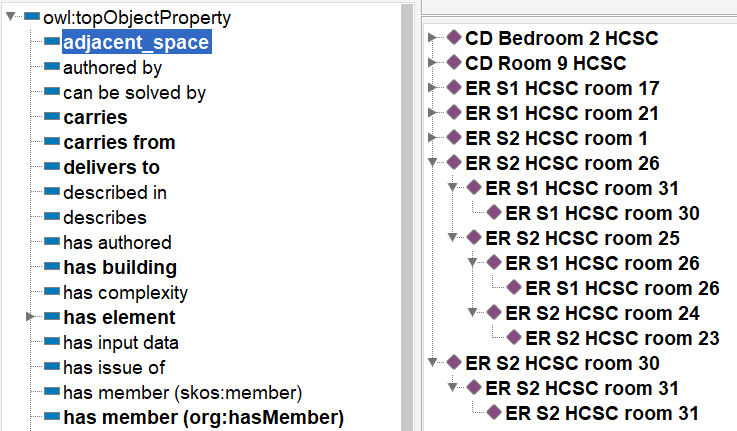 owl:topObjectProperty
adjacent_space
authored by
can be solved by
carries
carries from
delivers to
described in
describes
has authored
has building
has complexity
has element
has input data
has issue of
has member (skos:member)
has member (org:hasMember)
CD Bedroom 2 HCSC
CD Room 9 HCSC
ER S1 HCSC room 17
ER S1 HCSC room 21
ER S2 HCSC room 1
ER S2 HCSC room 26
ER S1 HCSC room 31
ER S1 HCSC room 30
ER S2 HCSC room 25
ER S1 HCSC room 26
ER S1 HCSC room 26
ER S2 HCSC room 24
ER S2 HCSC room 23
ER S2 HCSC room 30
ER S2 HCSC room 31
ER S2 HCSC room 31